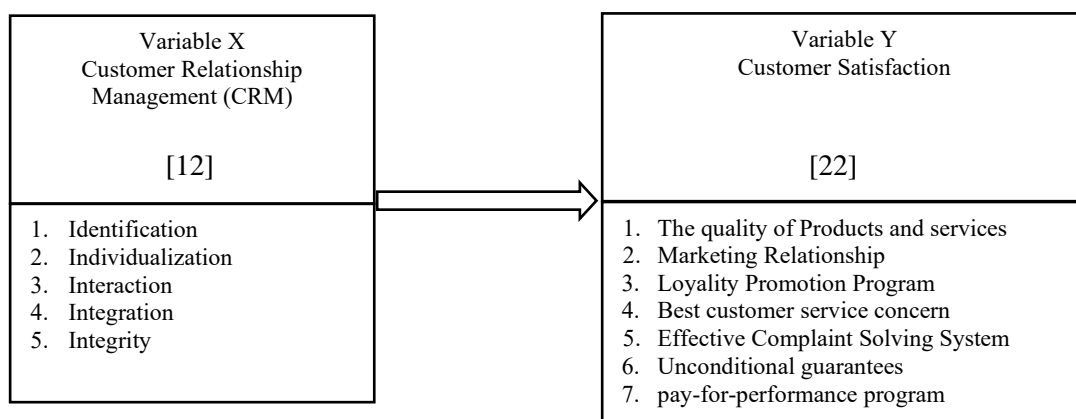 Variable X
Customer Relationship
Management (CRM)
[12]
1. Identification
2. Individualization
3. Interaction
4. Integration
5. Integrity
Variable Y
Customer Satisfaction
[22]
1. The quality of Products and services
2. Marketing Relationship
3. Loyality Promotion Program
4. Best customer service concern
5. Effective Complaint Solving System
6. Unconditional guarantees
7. pay-for-performance program